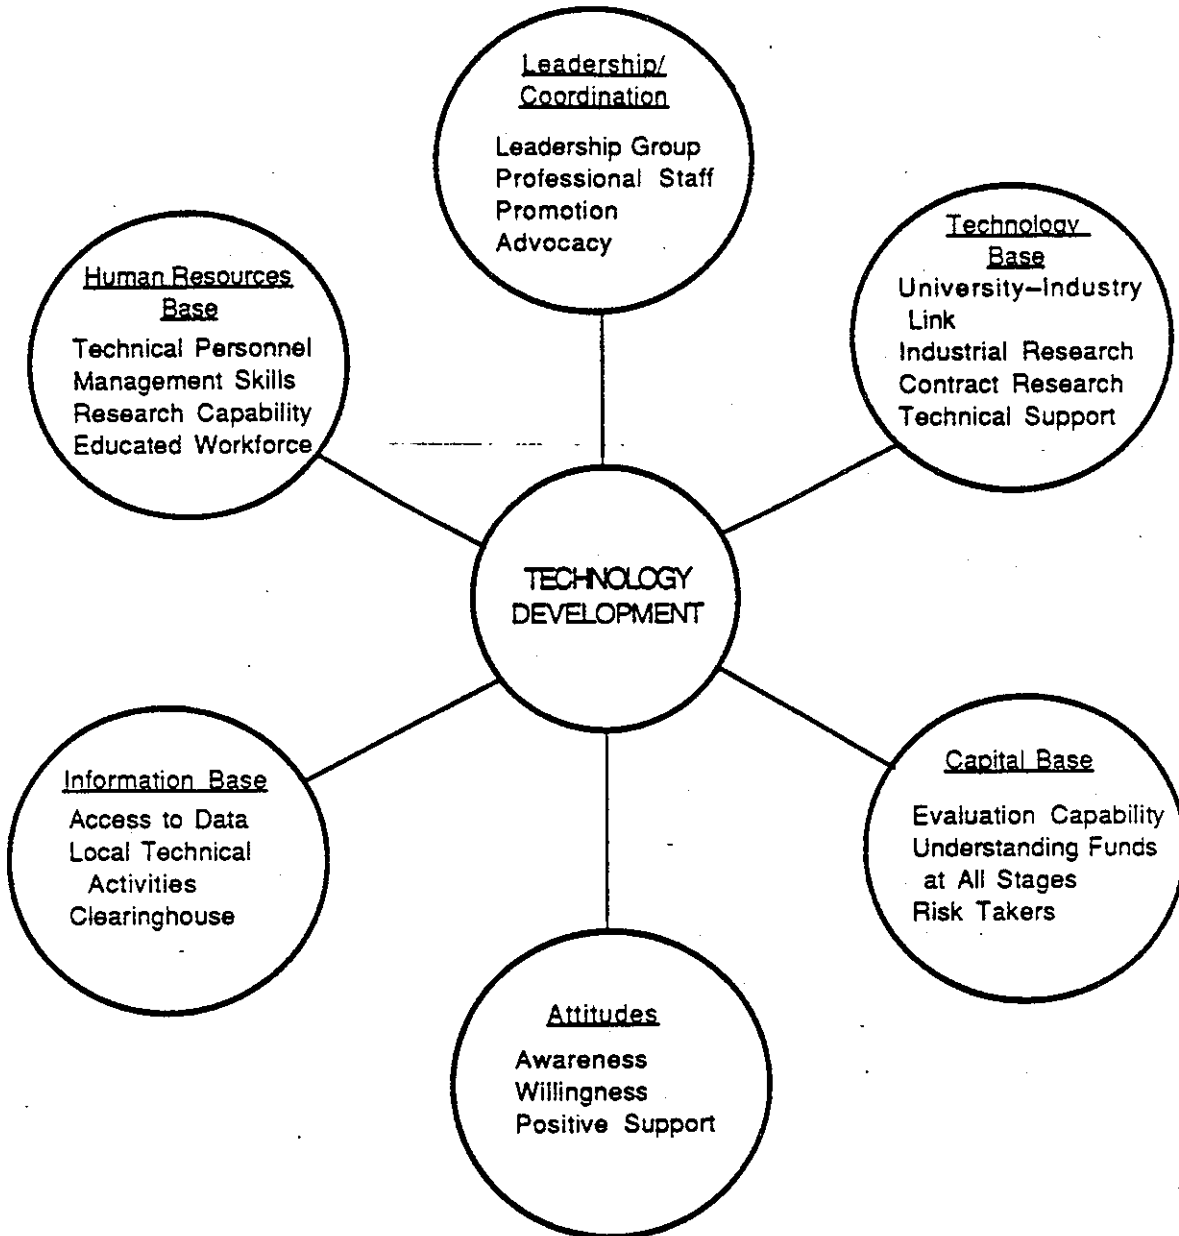 Leadership/
Coordination
Leadership Group
Professional Staff
Promotion
Advocacy
Technology
Base
University–Industry
Link
Industrial Research
Contract Research
Technical Support
Human Resources
Base
Technical Personnel
Management Skills
Research Capability
Educated Workforce
TECHNOLOGY
DEVELOPMENT
Information Base
Access to Data
Local Technical
Activities
Clearinghouse
Capital Base
Evaluation Capability
Understanding Funds
at All Stages
Risk Takers
Attitudes
Awareness
Willingness
Positive Support